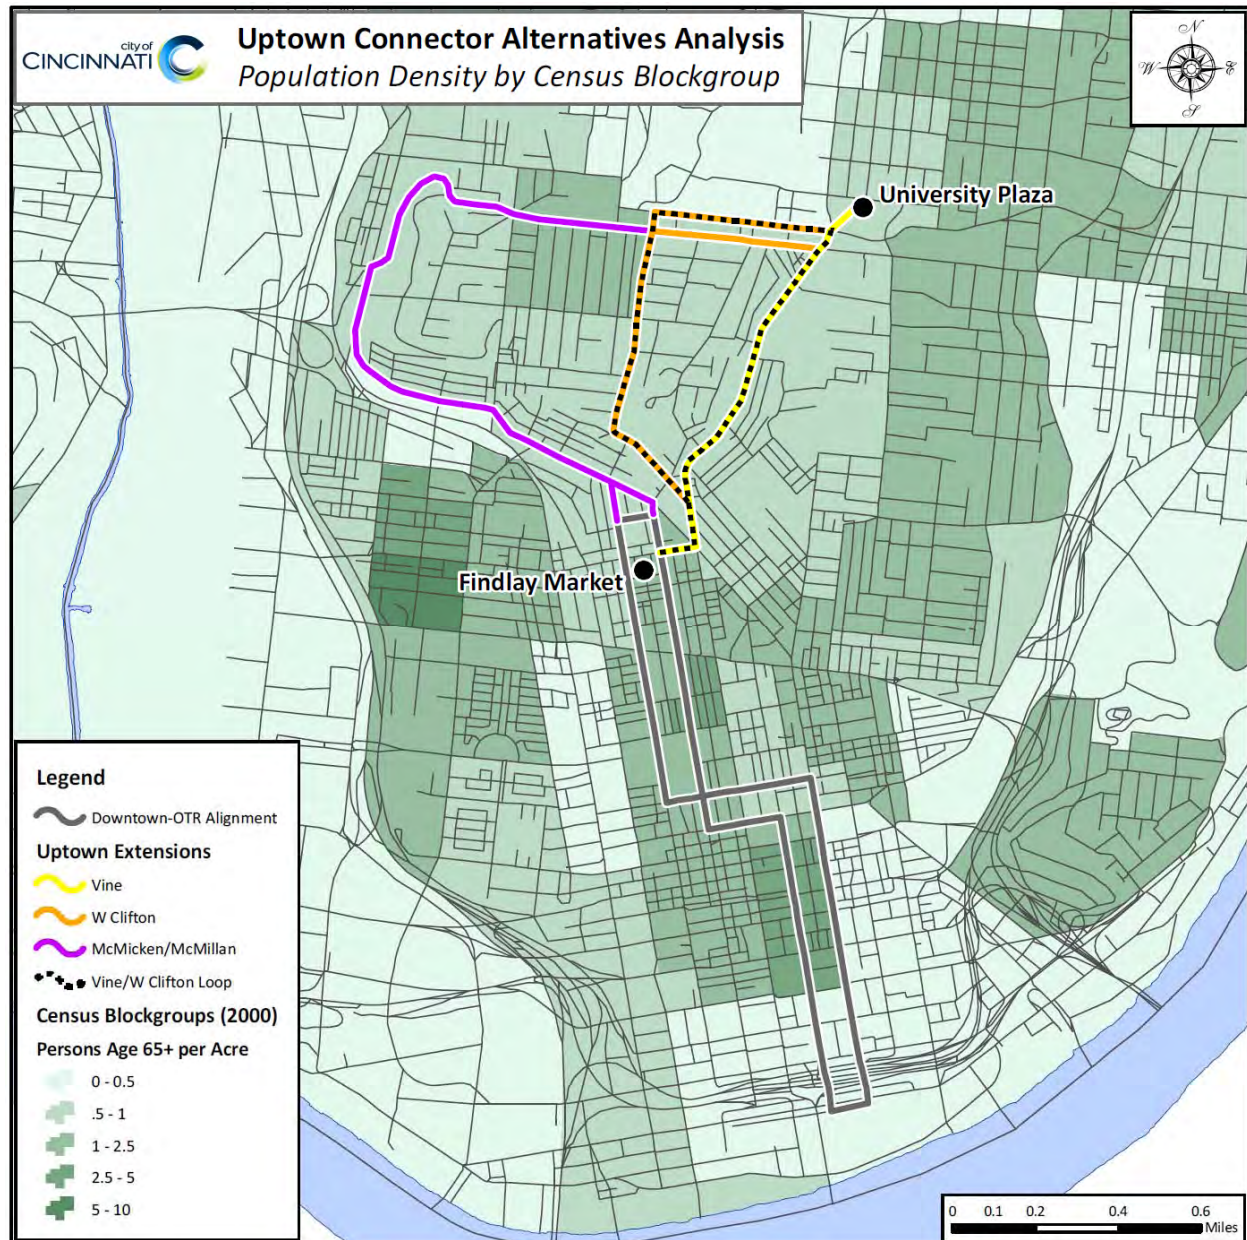 city of
CINCINNATI
Uptown Connector Alternatives Analysis
Population Density by Census Blockgroup
N
W
E
S
University Plaza
Findlay Market
Legend
Downtown-OTR Alignment
Uptown Extensions
Vine
W Clifton
McMicken/McMillan
Vine/W Clifton Loop
Census Blockgroups (2000)
Persons Age 65+ per Acre
0 - 0.5
.5 - 1
1 - 2.5
2.5 - 5
5 - 10
0 0.1 0.2 0.4 0.6
Miles